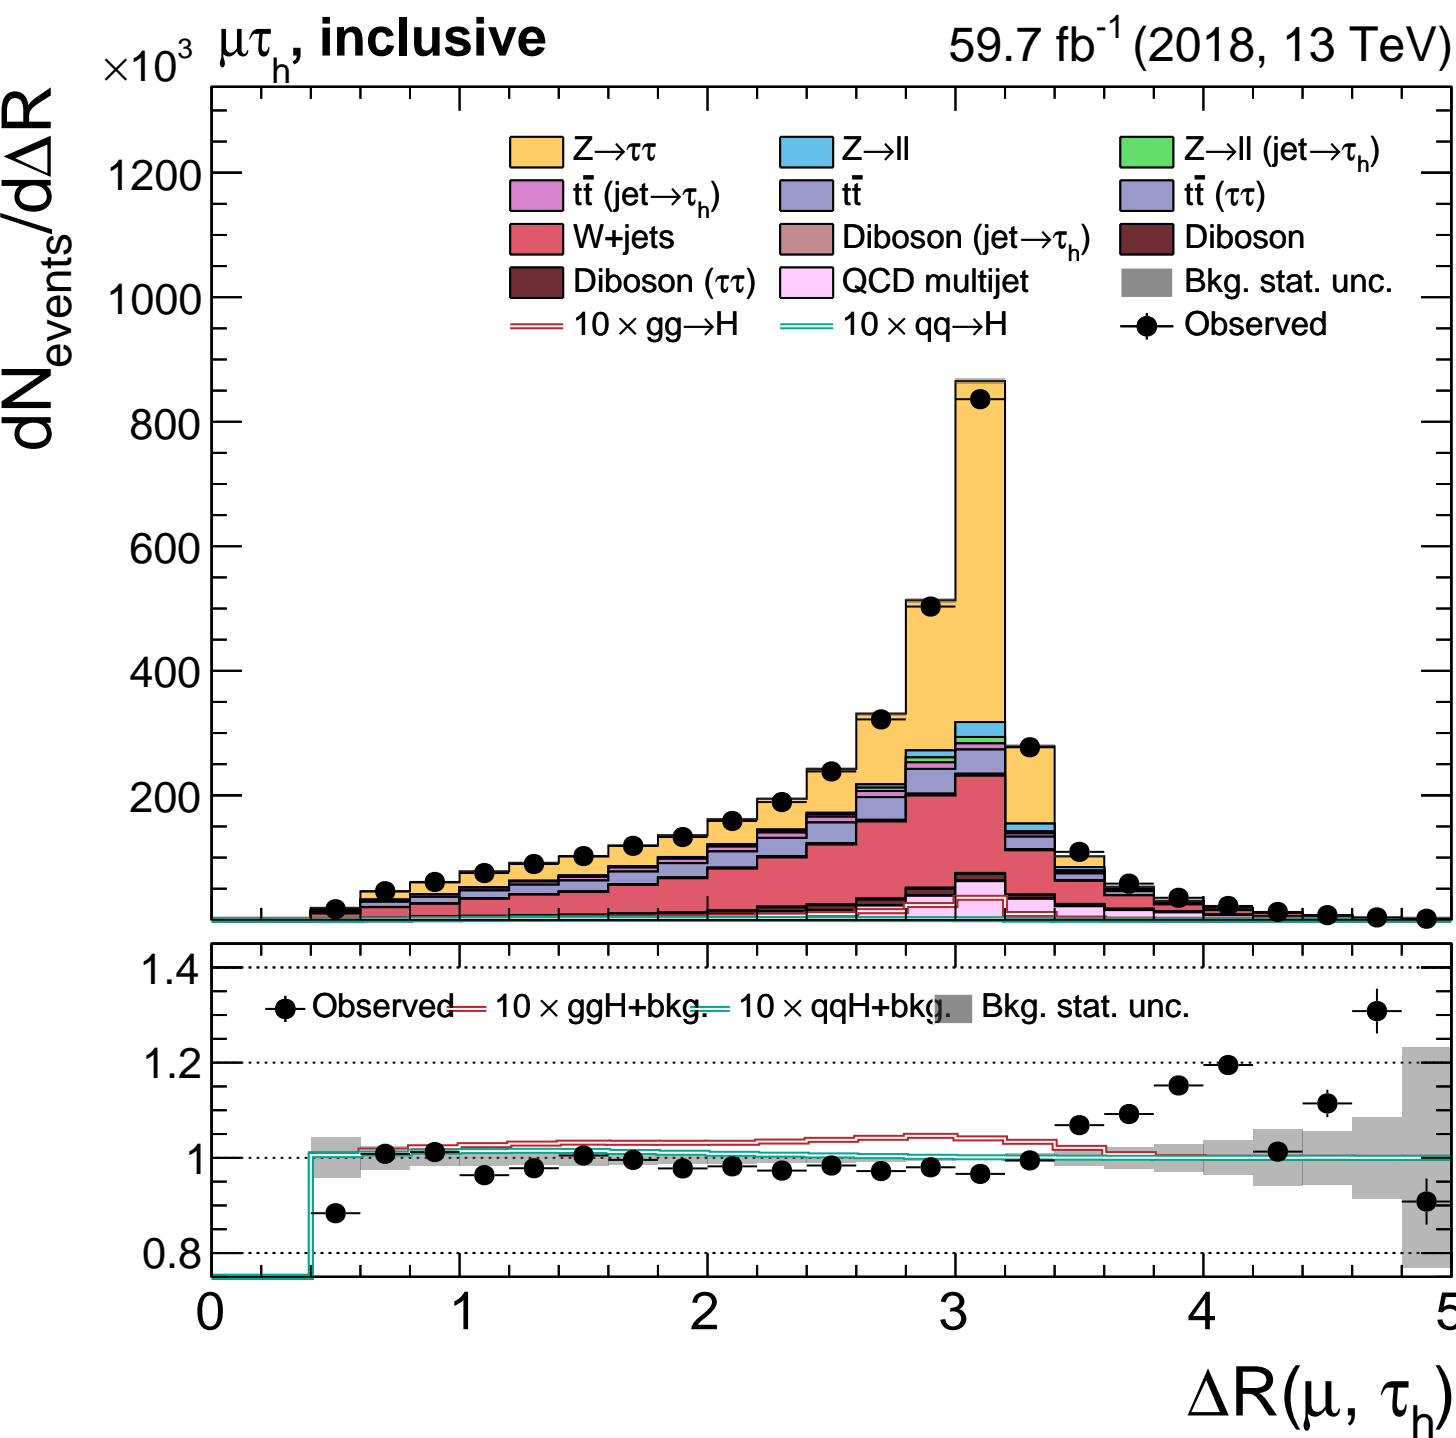 ×10³ μτₕ, inclusive 59.7 fb⁻¹ (2018, 13 TeV)
dN_events/dΔR
1200
1000
800
600
400
200
Z→ττ Z→ll Z→ll (jet→τₕ)
tt̄ (jet→τₕ) tt̄ tt̄ (ττ)
W+jets Diboson (jet→τₕ) Diboson
Diboson (ττ) QCD multijet Bkg. stat. unc.
10 × gg→H 10 × qq→H Observed
1.4
1.2
1
0.8
Observed 10 × ggH+bkg. 10 × qqH+bkg. Bkg. stat. unc.
0 1 2 3 4 5
ΔR(μ, τₕ)